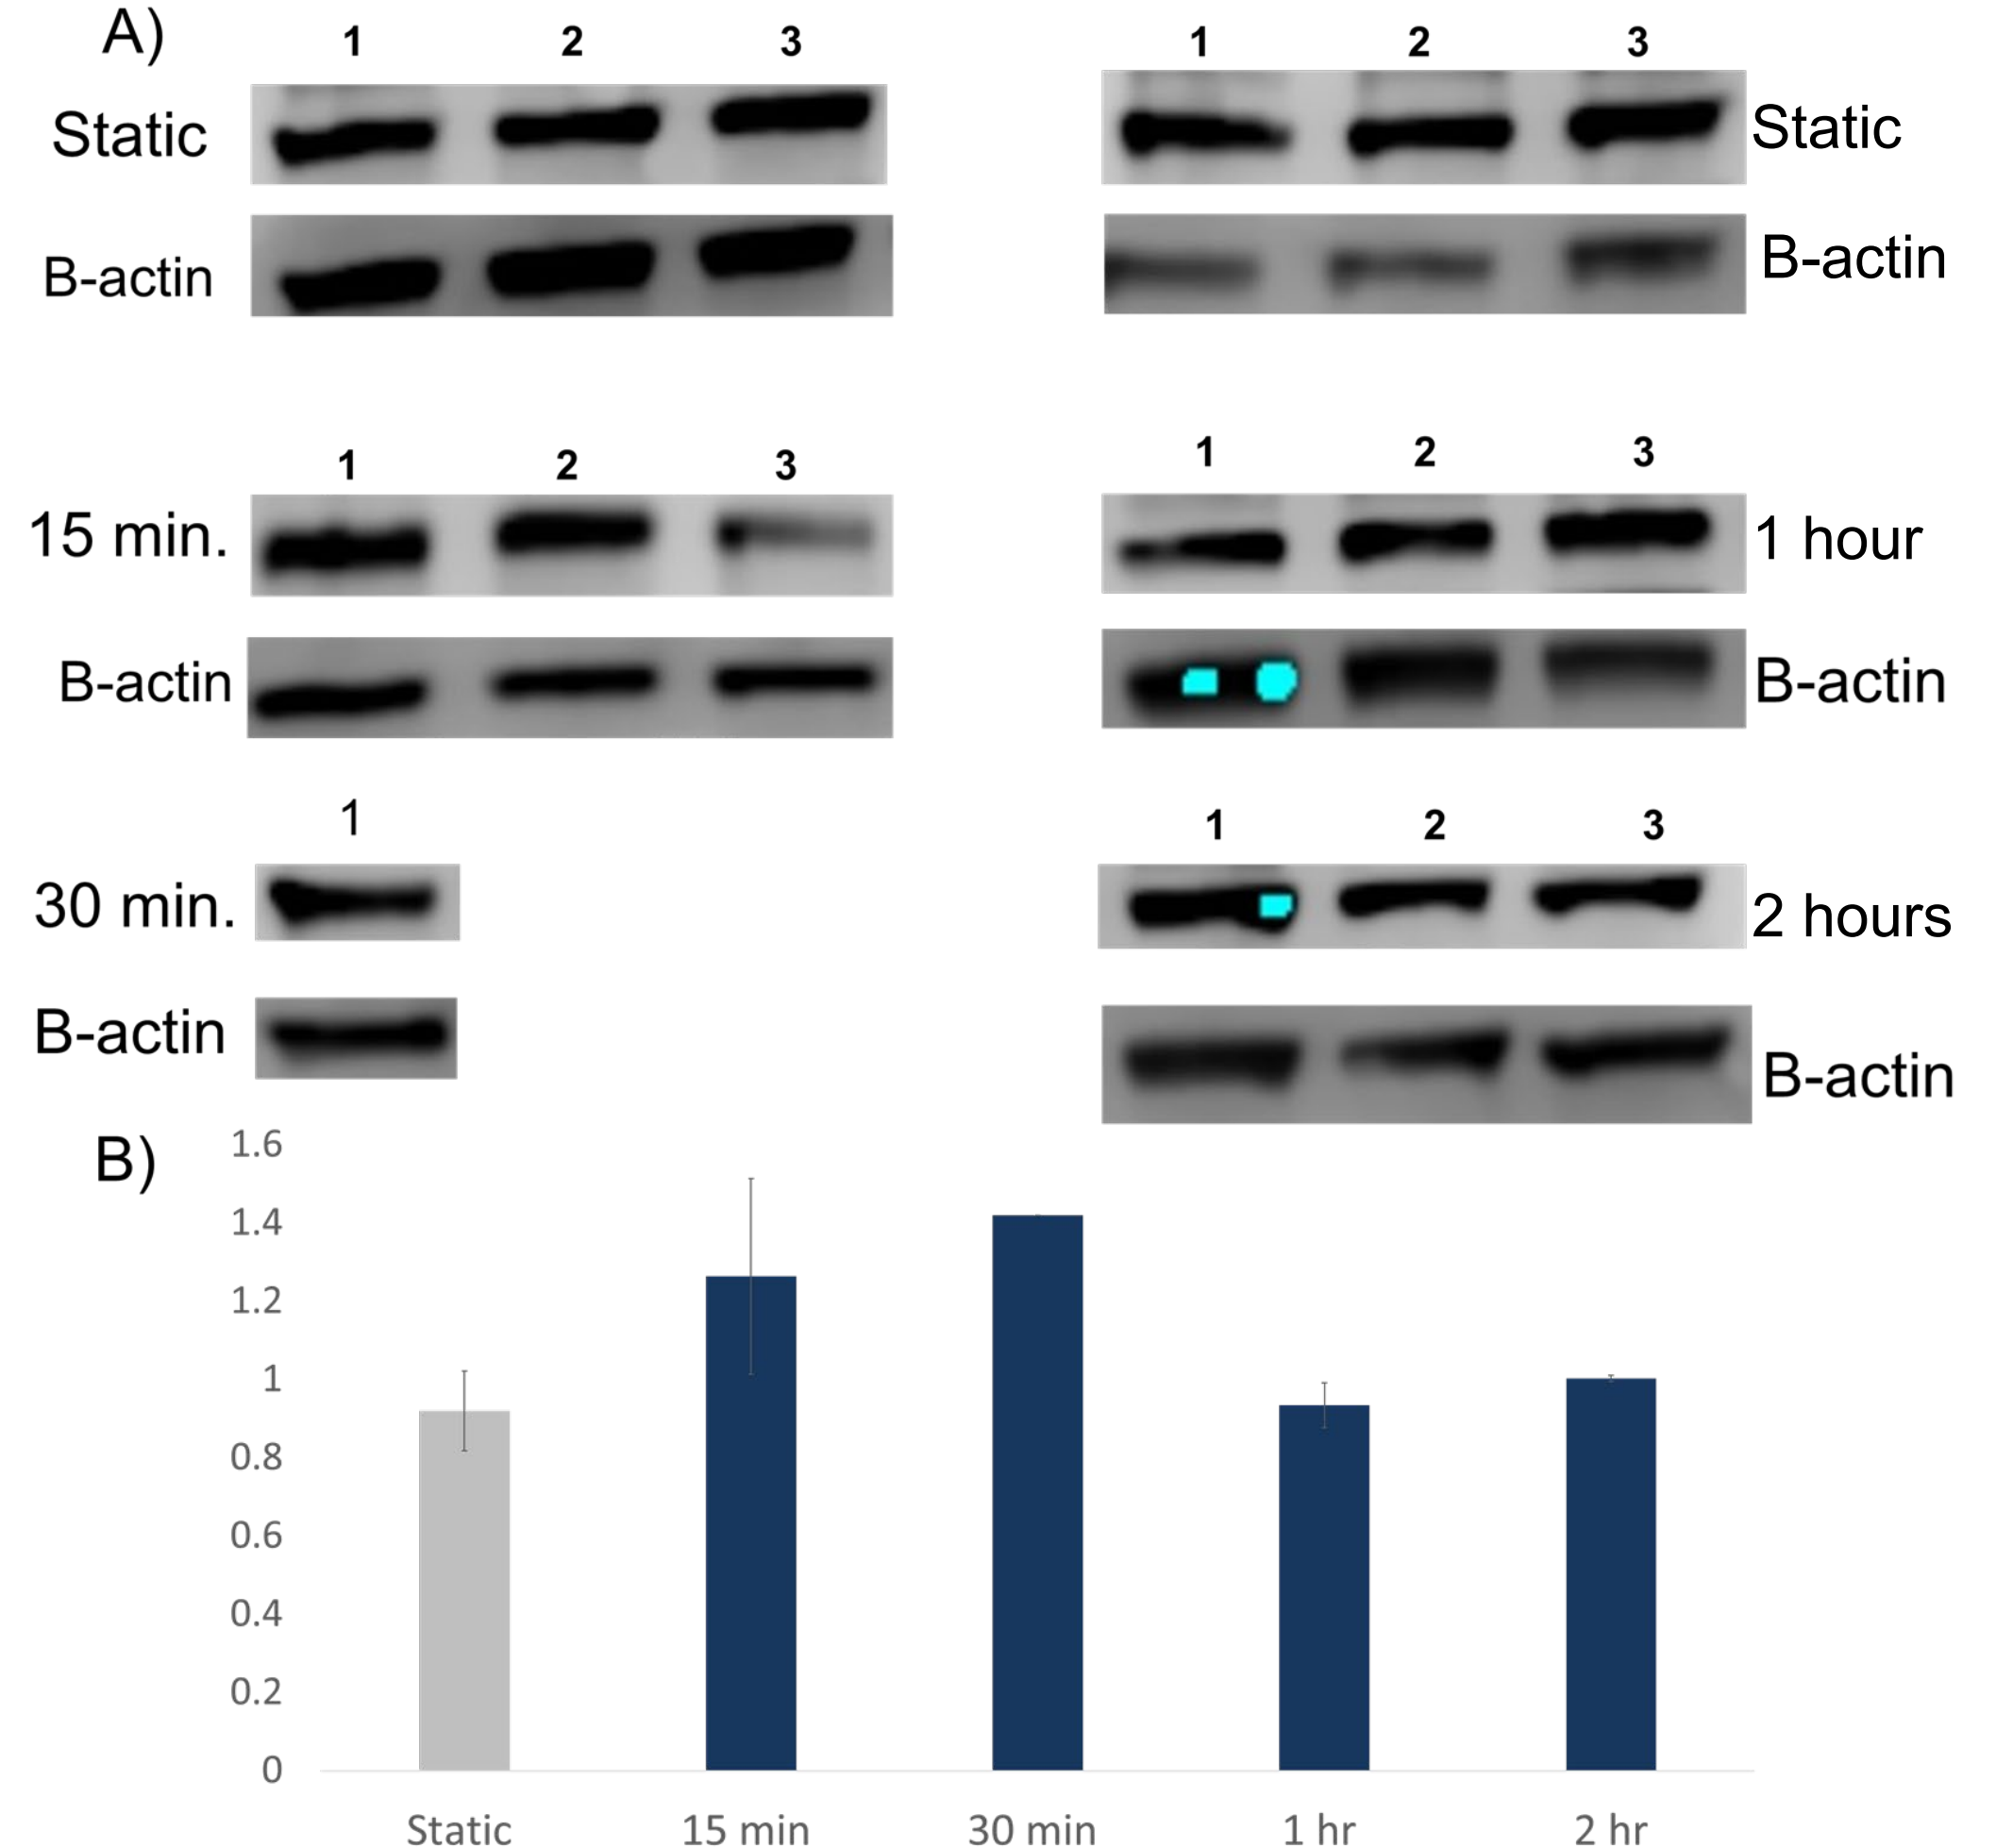 A)
1 2 3
1 2 3
Static
Static
B-actin
B-actin
1 2 3
1 2 3
15 min.
1 hour
B-actin
B-actin
1
1 2 3
30 min.
2 hours
B-actin
B-actin
B)
1.6
1.4
1.2
1
0.8
0.6
0.4
0.2
0
Static 15 min 30 min 1 hr 2 hr